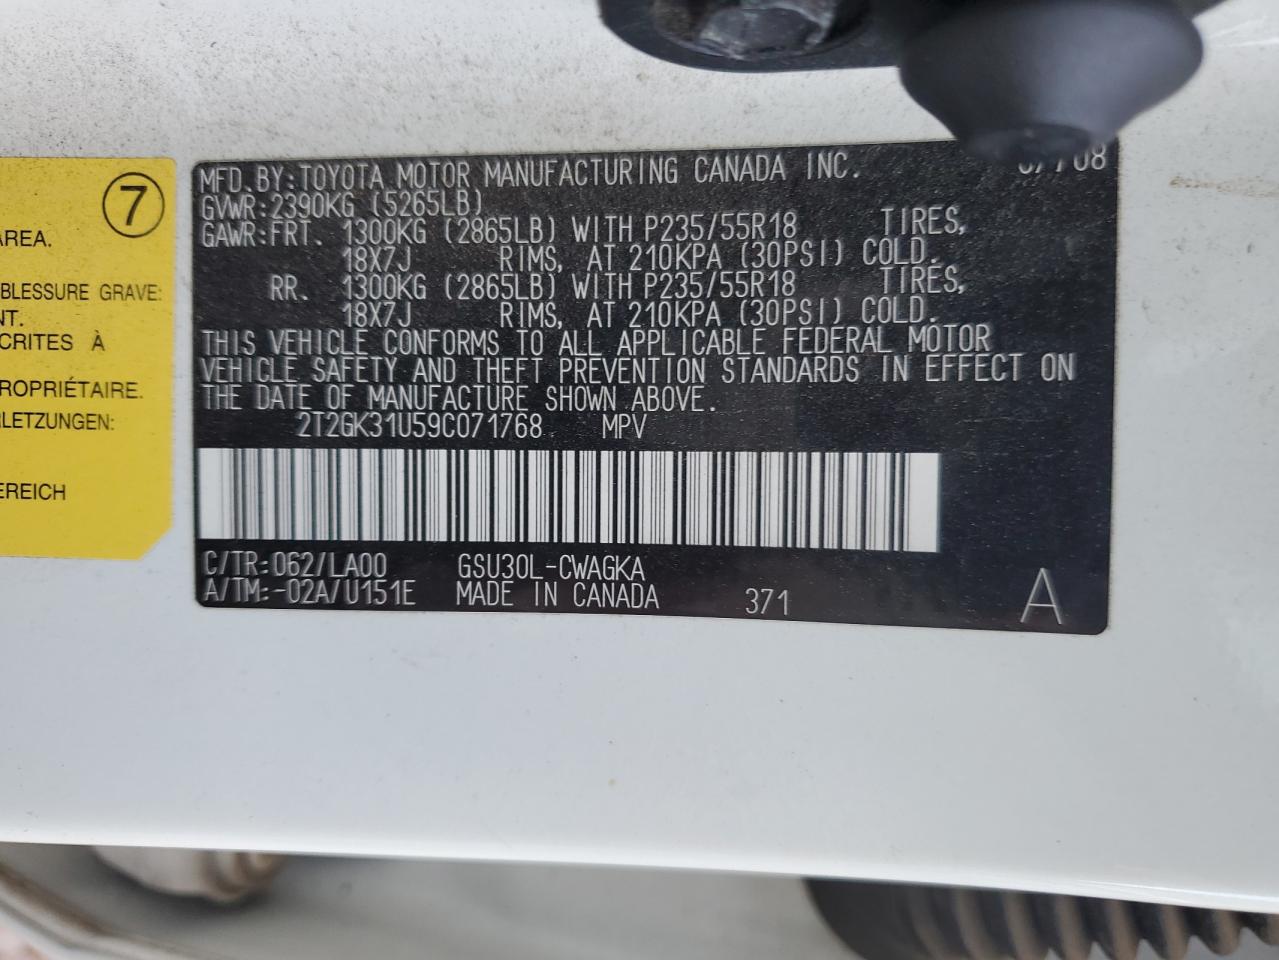 7
AREA.
BLESSURE GRAVE:
NT.
CRITES À
ROPRIÉTAIRE.
RLETZUNGEN:
EREICH
MFD.BY:TOYOTA MOTOR MANUFACTURING CANADA INC.
GVWR:2390KG (5265LB)
GAWR:FRT. 1300KG (2865LB) WITH P235/55R18 TIRES,
18X7J RIMS, AT 210KPA (30PSI) COLD.
RR. 1300KG (2865LB) WITH P235/55R18 TIRES,
18X7J RIMS, AT 210KPA (30PSI) COLD.
THIS VEHICLE CONFORMS TO ALL APPLICABLE FEDERAL MOTOR
VEHICLE SAFETY AND THEFT PREVENTION STANDARDS IN EFFECT ON
THE DATE OF MANUFACTURE SHOWN ABOVE.
2T2GK31U59C071768 MPV
C/TR:062/LA00 GSU30L-CWAGKA
A/TM:-02A/U151E MADE IN CANADA 371 A